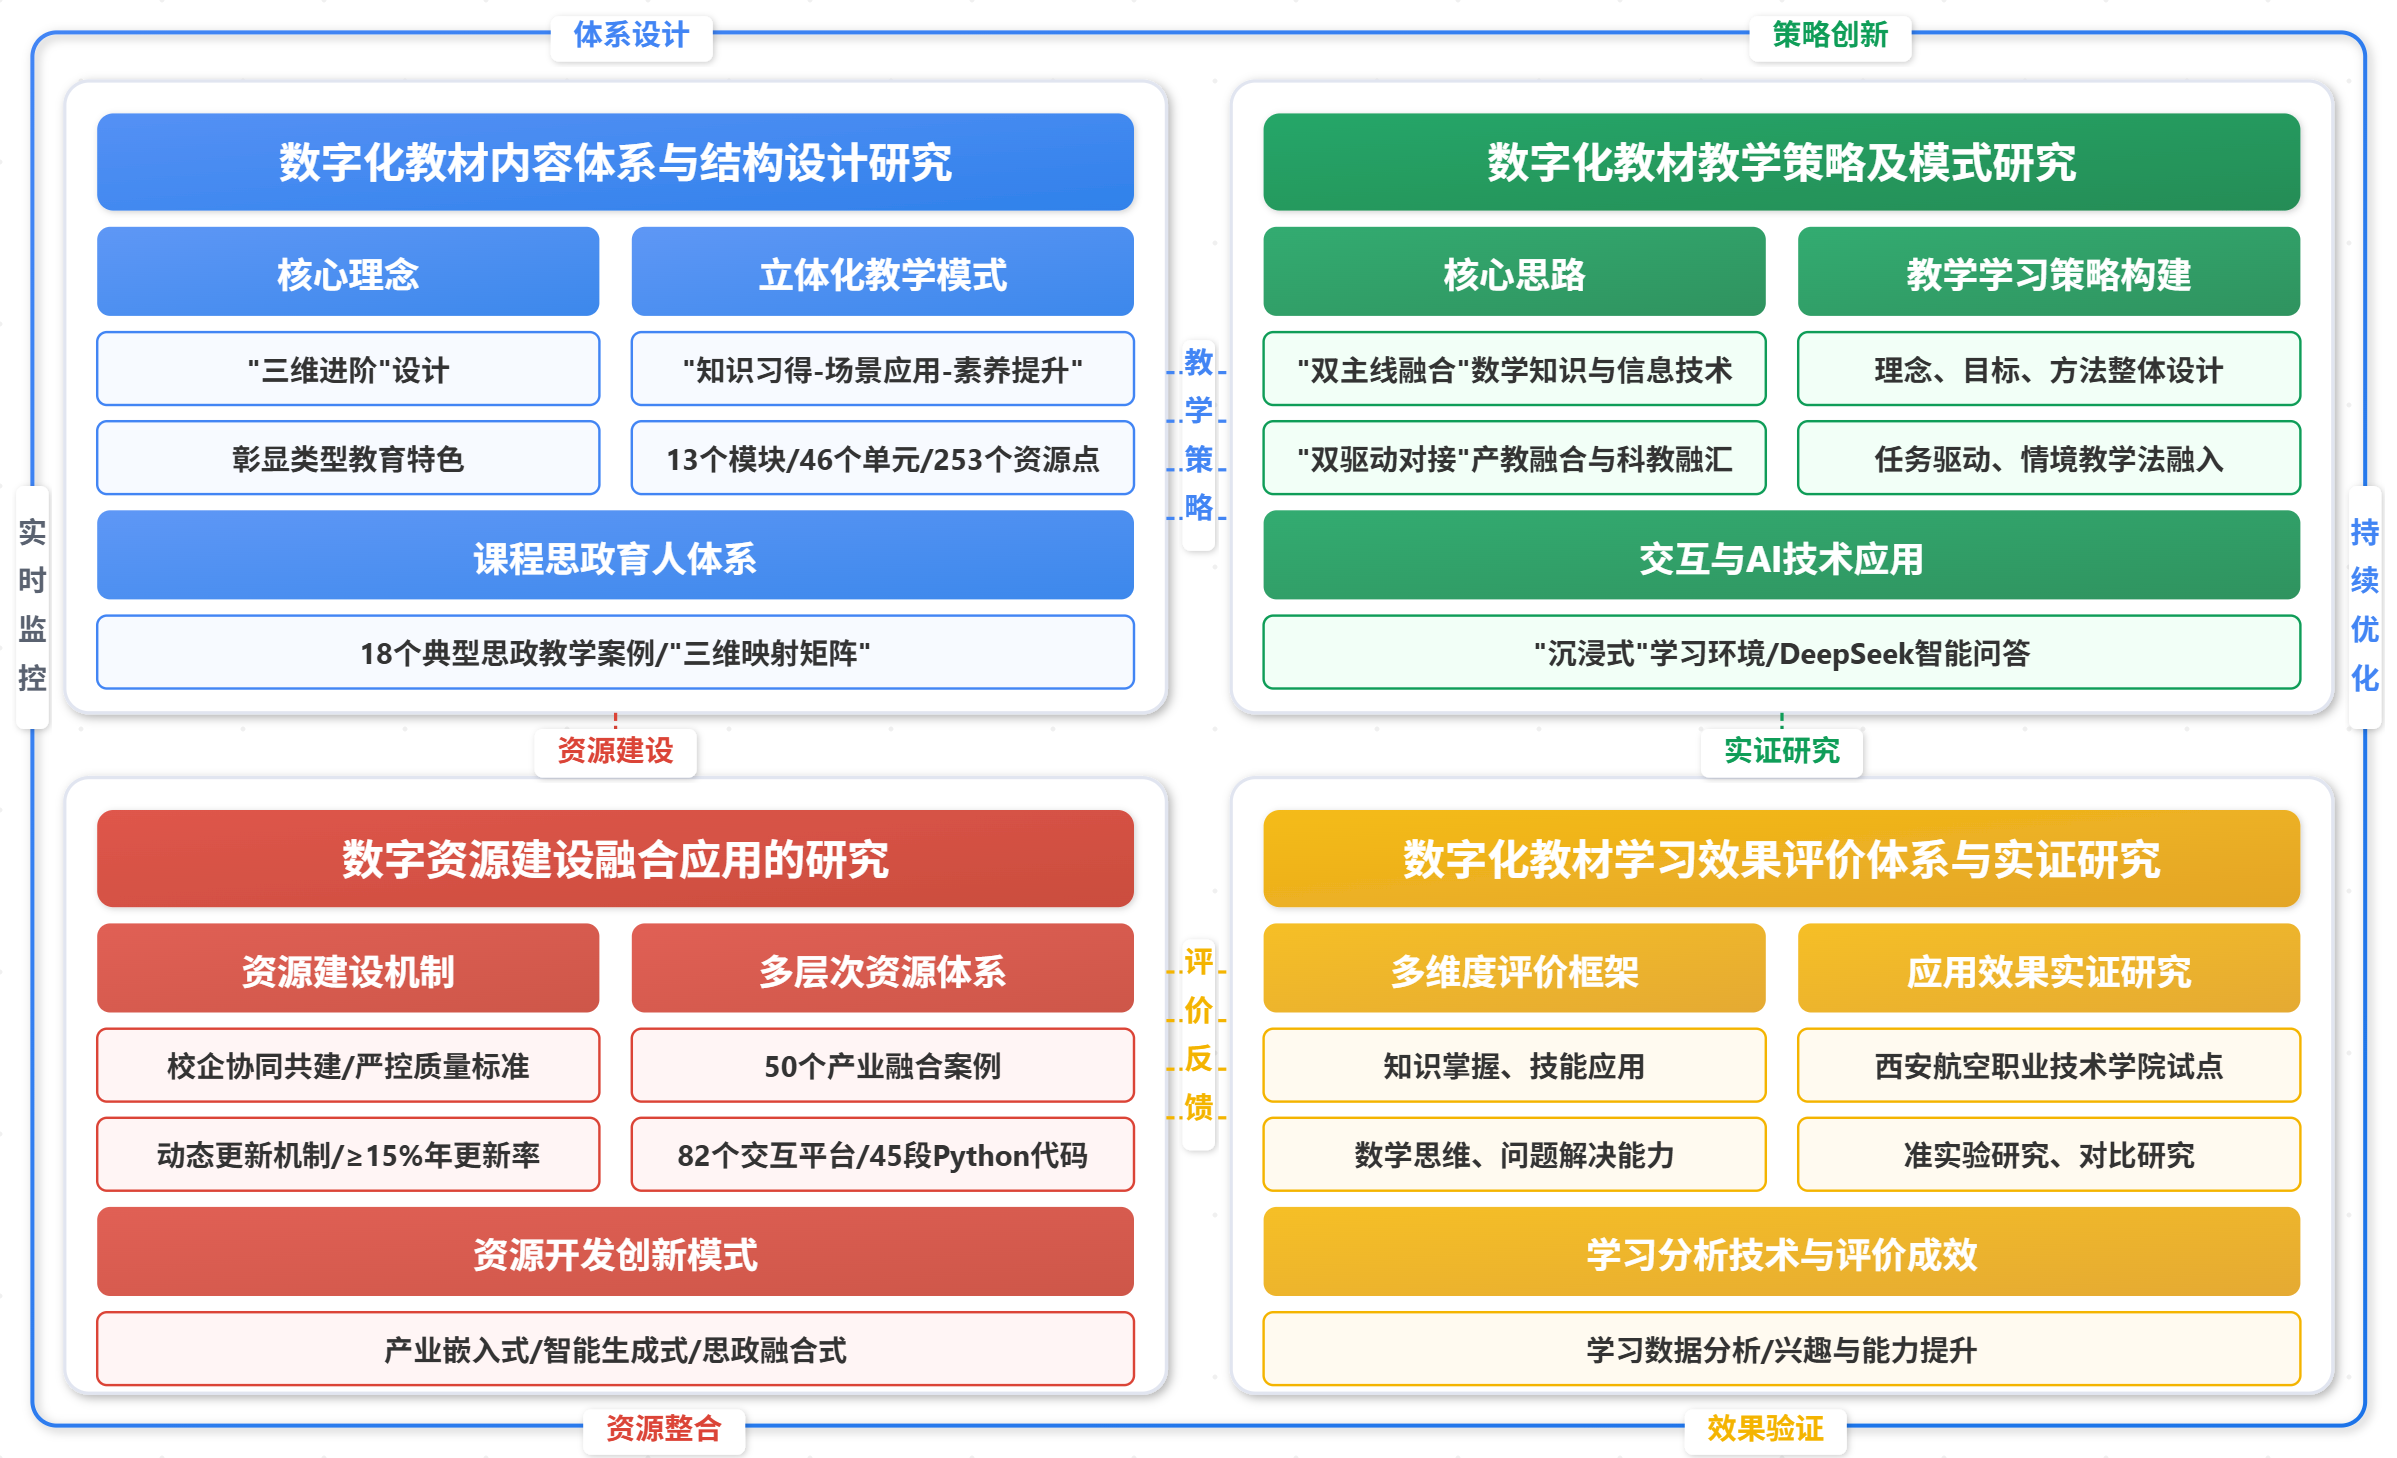 体系设计
策略创新
数字化教材内容体系与结构设计研究
核心理念
立体化教学模式
"三维进阶"设计
"知识习得-场景应用-素养提升"
彰显类型教育特色
13个模块/46个单元/253个资源点
课程思政育人体系
18个典型思政教学案例/"三维映射矩阵"
教学策略
数字化教材教学策略及模式研究
核心思路
教学学习策略构建
"双主线融合"数学知识与信息技术
理念、目标、方法整体设计
"双驱动对接"产教融合与科教融汇
任务驱动、情境教学法融入
交互与AI技术应用
"沉浸式"学习环境/DeepSeek智能问答
实时监控
持续优化
资源建设
实证研究
数字资源建设融合应用的研究
资源建设机制
多层次资源体系
校企协同共建/严控质量标准
50个产业融合案例
动态更新机制/≥15%年更新率
82个交互平台/45段Python代码
资源开发创新模式
产业嵌入式/智能生成式/思政融合式
评价反馈
数字化教材学习效果评价体系与实证研究
多维度评价框架
应用效果实证研究
知识掌握、技能应用
西安航空职业技术学院试点
数学思维、问题解决能力
准实验研究、对比研究
学习分析技术与评价成效
学习数据分析/兴趣与能力提升
资源整合
效果验证